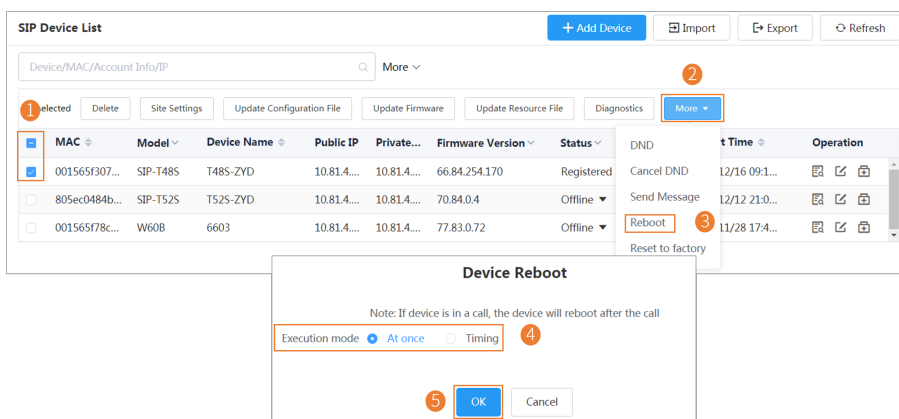 SIP Device List + Add Device Import Export Refresh
Device/MAC/Account Info/IP More
2
1 elected Delete Site Settings Update Configuration File Update Firmware Update Resource File Diagnostics More
MAC Model Device Name Public IP Private... Firmware Version Status t Time Operation
DND
001565f307... SIP-T48S T48S-ZYD 10.81.4.... 10.81.4.... 66.84.254.170 Registered Cancel DND 12/16 09:1...
805ec0484b... SIP-T52S T52S-ZYD 10.81.4.... 10.81.4.... 70.84.0.4 Offline Send Message 12/12 21:0...
001565f78c... W60B 6603 10.81.4.... 10.81.4.... 77.83.0.72 Offline Reboot 3 11/28 17:4...
Reset to factory
Device Reboot
Note: If device is in a call, the device will reboot after the call
Execution mode At once Timing 4
5 OK Cancel